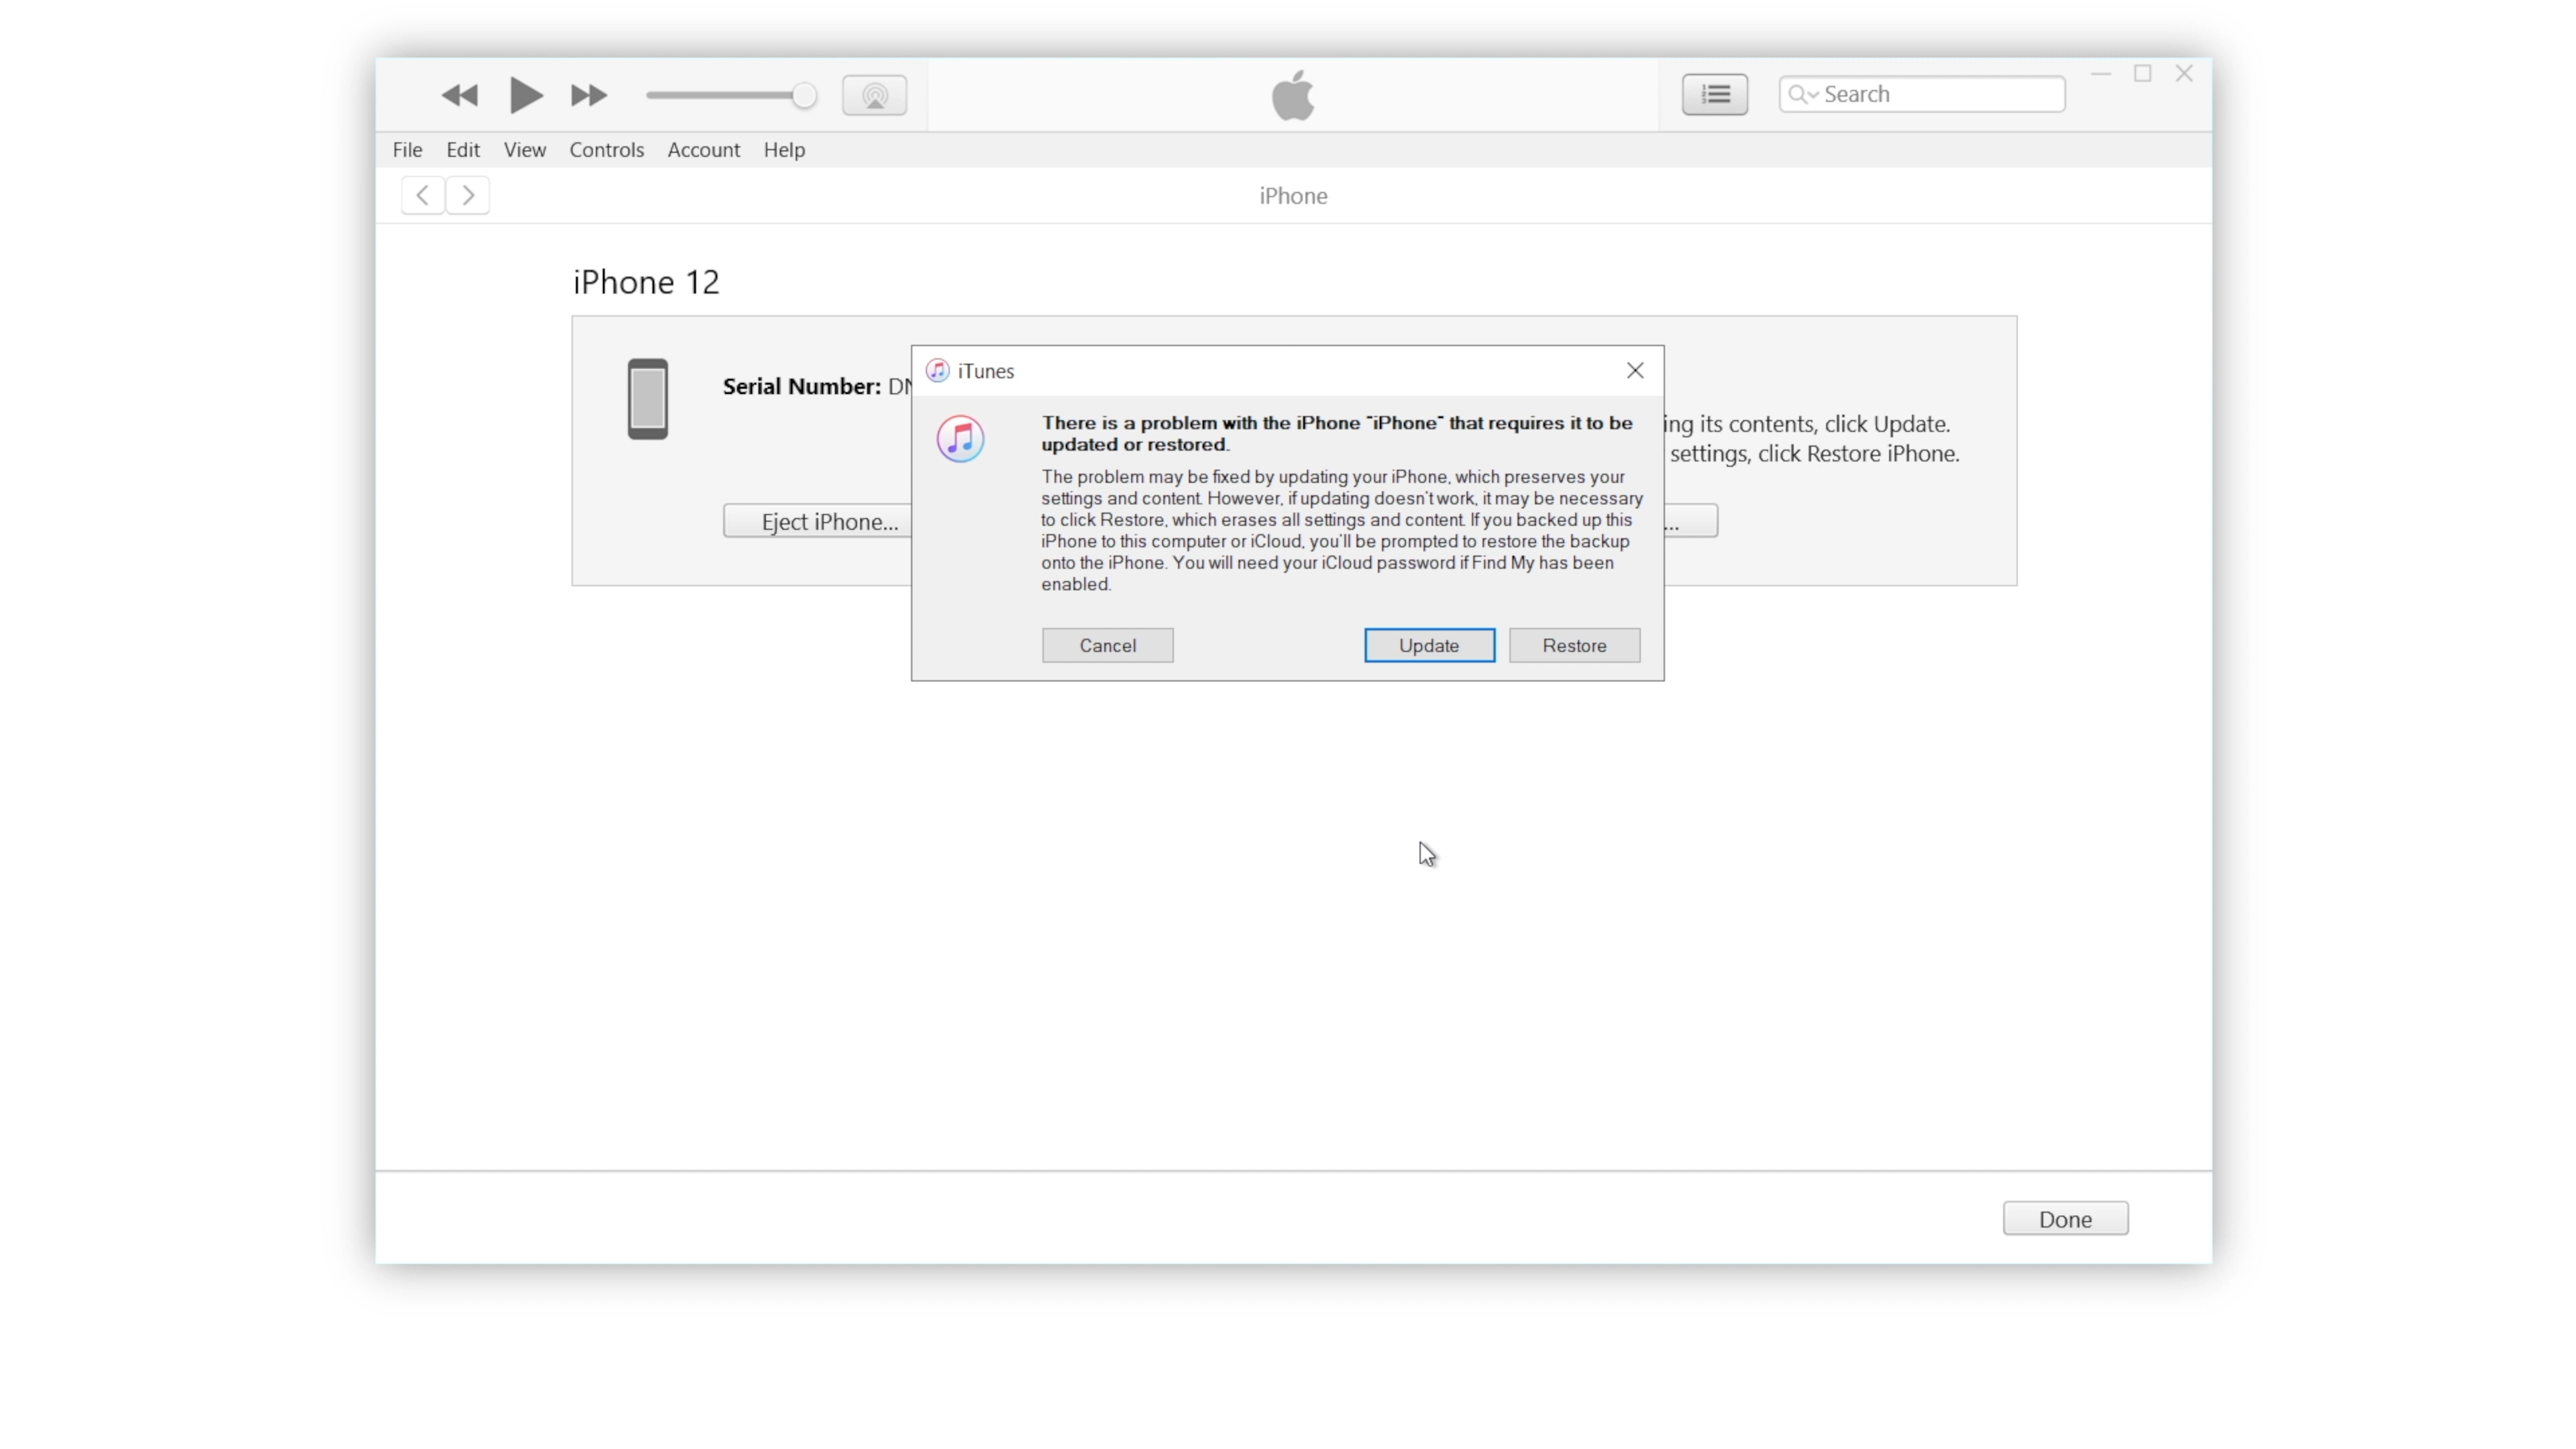 Search
File Edit View Controls Account Help
iPhone
iPhone 12
iTunes
Serial Number:
There is a problem with the iPhone "iPhone" that requires it to be
updated or restored.
ing its contents, click Update.
settings, click Restore iPhone.
The problem may be fixed by updating your iPhone, which preserves your
settings and content. However, if updating doesn't work, it may be necessary
to click Restore, which erases all settings and content. If you backed up this
iPhone to this computer or iCloud, you'll be prompted to restore the backup
onto the iPhone. You will need your iCloud password if Find My has been
enabled.
Eject iPhone...
...
Cancel Update Restore
Done